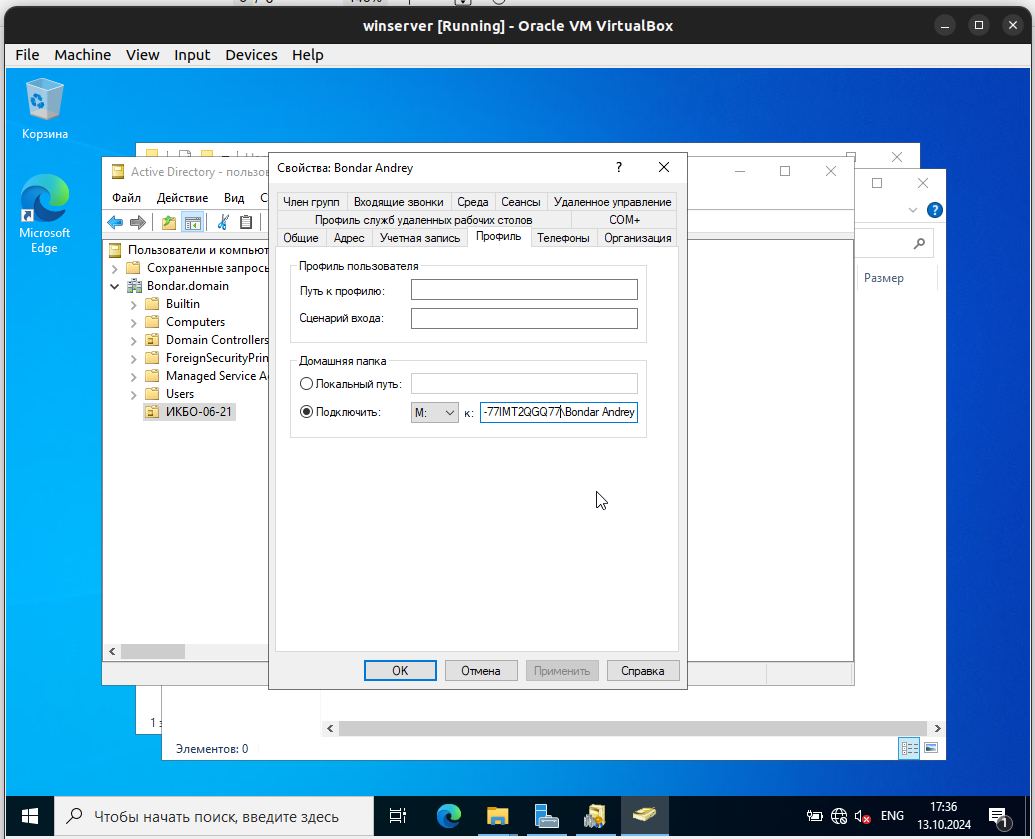 winserver [Running] - Oracle VM VirtualBox
File Machine View Input Devices Help
Корзина
Microsoft Edge
Active Directory - пользо
Файл Действие Вид
Пользователи и компьют
Сохраненные запросы
Bondar.domain
Builtin
Computers
Domain Controllers
ForeignSecurityPrin
Managed Service A
Users
ИКБО-06-21
Свойства: Bondar Andrey
?
Член групп Входящие звонки Среда Сеансы Удаленное управление
Профиль служб удаленных рабочих столов COM+
Общие Адрес Учетная запись Профиль Телефоны Организация
Профиль пользователя
Путь к профилю:
Сценарий входа:
Домашняя папка
Локальный путь:
Подключить: M: к: -77IMT2QGQ77\Bondar Andrey
OK Отмена Применить Справка
?
Размер
Элементов: 0
Чтобы начать поиск, введите здесь
ENG
17:36
13.10.2024
1